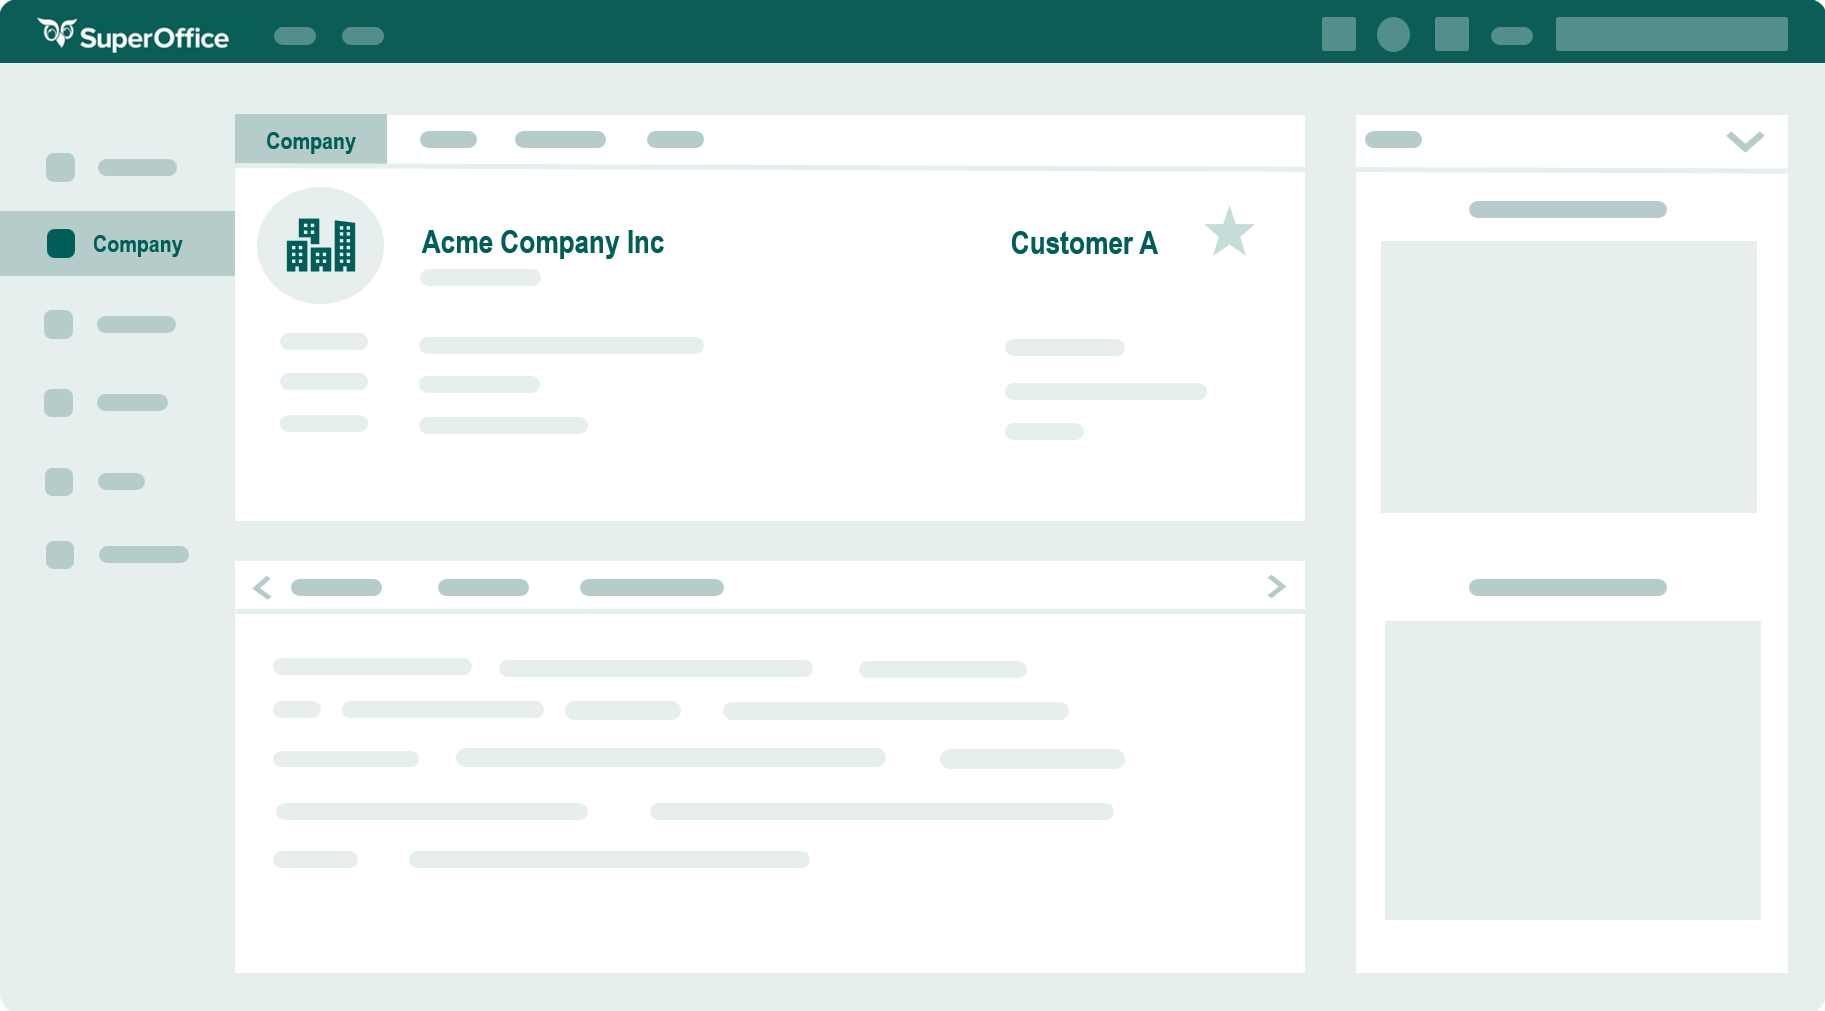 SuperOffice
Company
Company
Acme Company Inc
Customer A